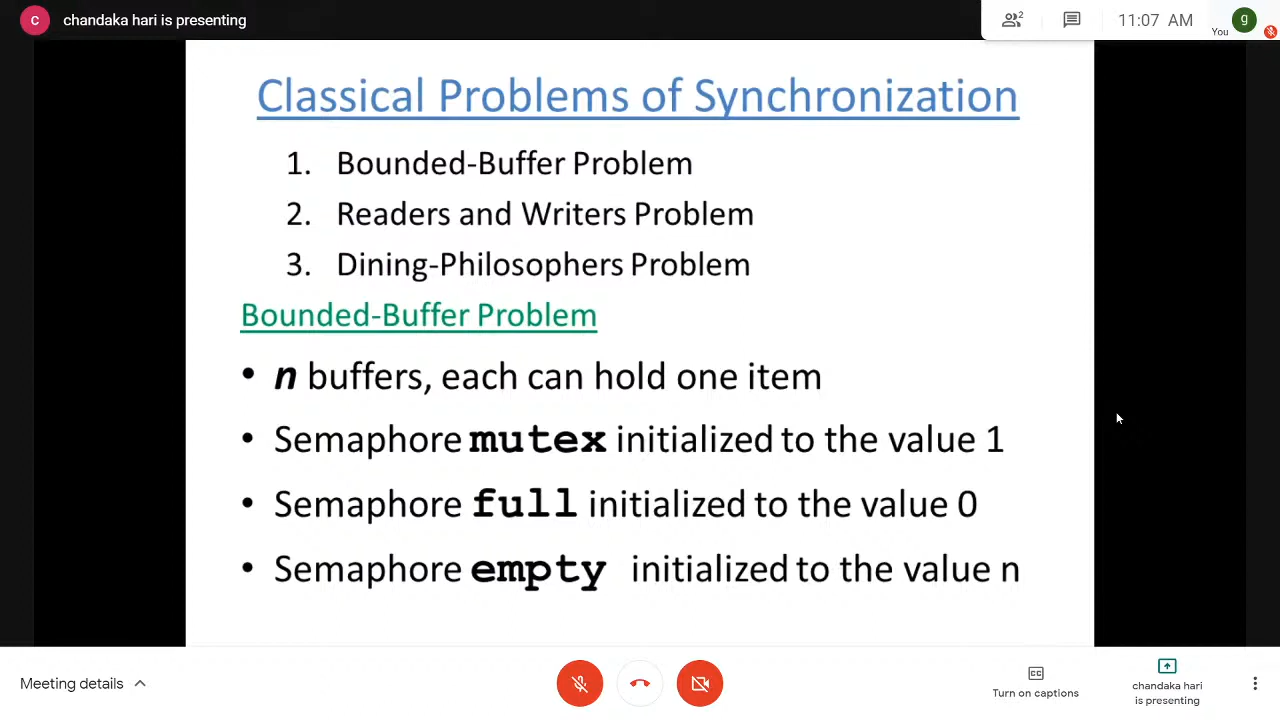 c chandaka hari is presenting
2 11:07 AM You g
Classical Problems of Synchronization
1. Bounded-Buffer Problem
2. Readers and Writers Problem
3. Dining-Philosophers Problem
Bounded-Buffer Problem
• n buffers, each can hold one item
• Semaphore mutex initialized to the value 1
• Semaphore full initialized to the value 0
• Semaphore empty initialized to the value n
Meeting details
CC
Turn on captions
chandaka hari
is presenting